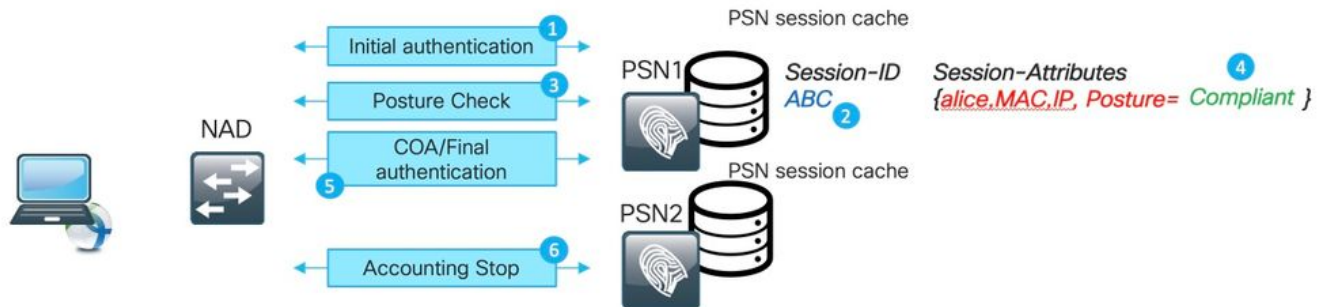 PSN session cache
1
Initial authentication
PSN1
Session-ID
Session-Attributes
4
3
Posture Check
ABC
2
{alice,MAC,IP, Posture= Compliant }
NAD
COA/Final
authentication
5
PSN session cache
PSN2
6
Accounting Stop